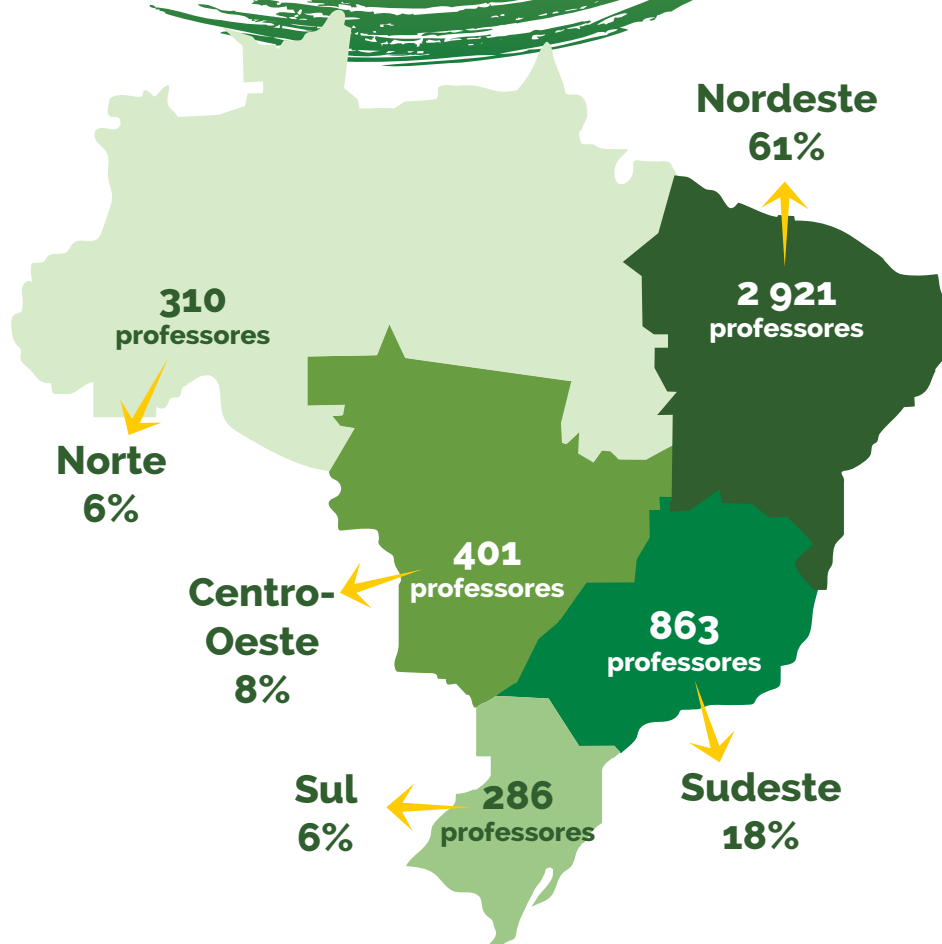 Nordeste
61%
2 921
professores
310
professores
Norte
6%
401
professores
Centro-
Oeste
8%
863
professores
Sudeste
18%
Sul
6%
286
professores